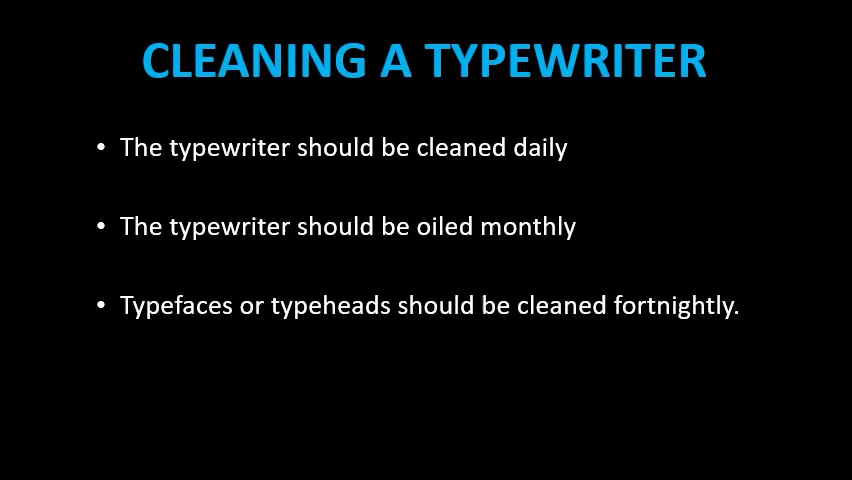 CLEANING A TYPEWRITER
• The typewriter should be cleaned daily
• The typewriter should be oiled monthly
• Typefaces or typeheads should be cleaned fortnightly.